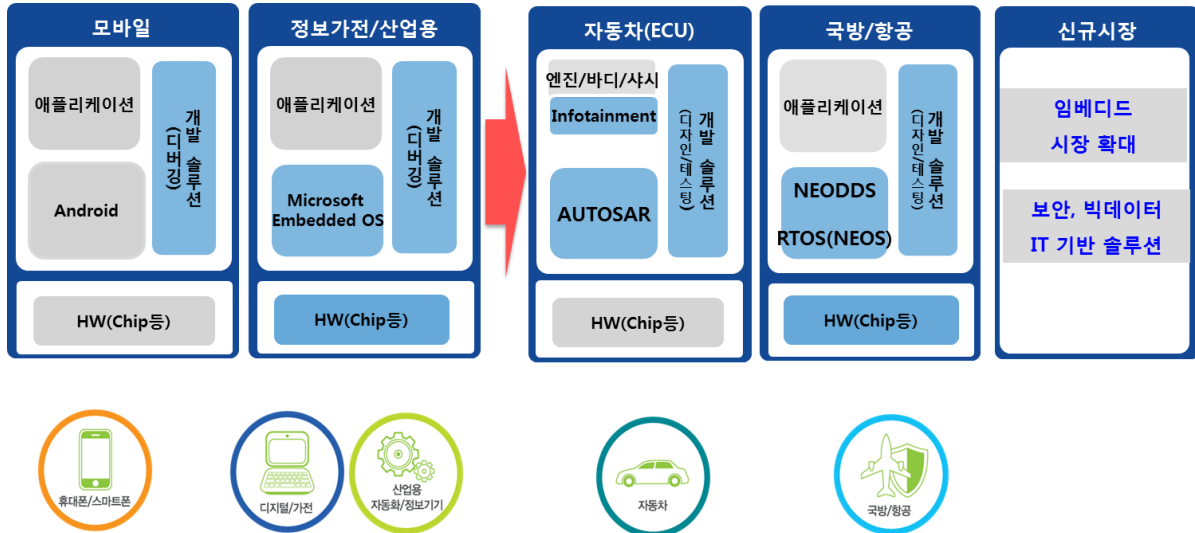 모바일
애플리케이션
개발 솔루션
(디버깅)
Android
HW(Chip등)
정보가전/산업용
애플리케이션
개발 솔루션
(디버깅)
Microsoft
Embedded OS
HW(Chip등)
자동차(ECU)
엔진/바디/샤시
Infotainment
개발 솔루션
(디자인/테스팅)
AUTOSAR
HW(Chip등)
국방/항공
애플리케이션
개발 솔루션
(디자인/테스팅)
NEODDS
RTOS(NEOS)
HW(Chip등)
신규시장
임베디드
시장 확대
보안, 빅데이터
IT 기반 솔루션
휴대폰/스마트폰
디지털/가전
산업용
자동화/정보기기
자동차
국방/항공